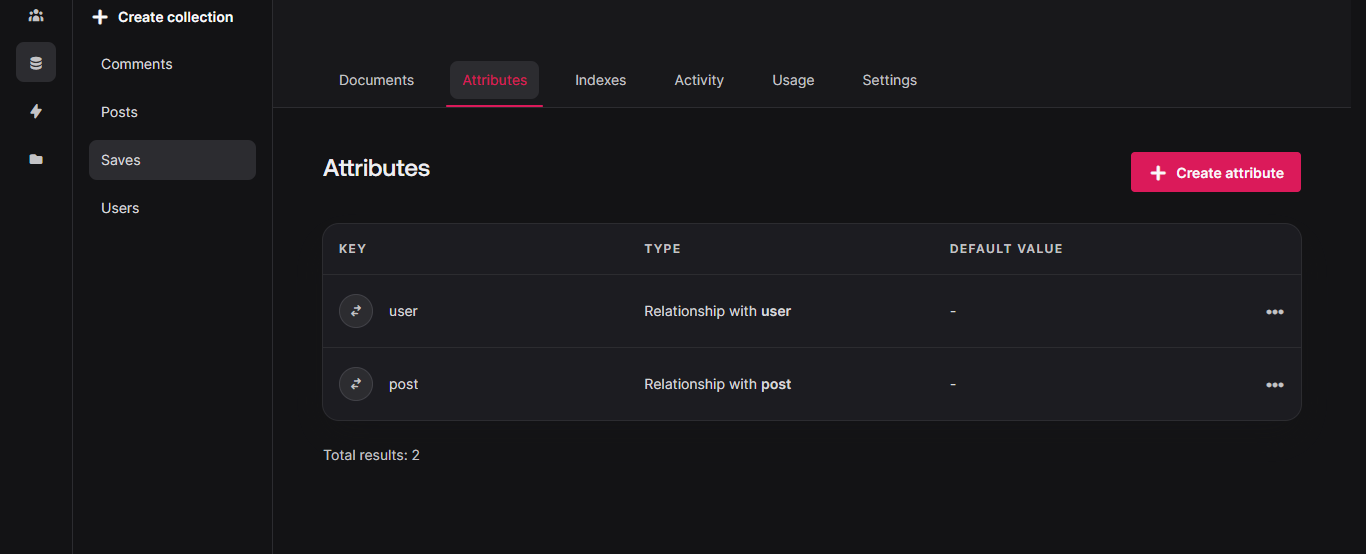 Create collection
Comments
Posts
Saves
Users
Documents Attributes Indexes Activity Usage Settings
Attributes
Create attribute
KEY TYPE DEFAULT VALUE
user Relationship with user -
post Relationship with post -
Total results: 2